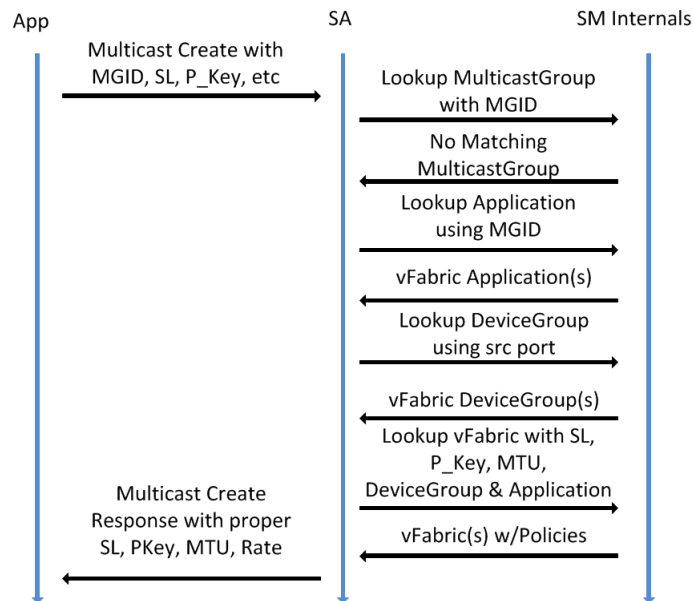 App
SA
SM Internals
Multicast Create with
MGID, SL, P_Key, etc
Lookup MulticastGroup
with MGID
No Matching
MulticastGroup
Lookup Application
using MGID
vFabric Application(s)
Lookup DeviceGroup
using src port
vFabric DeviceGroup(s)
Lookup vFabric with SL,
P_Key, MTU,
DeviceGroup & Application
vFabric(s) w/Policies
Multicast Create
Response with proper
SL, PKey, MTU, Rate